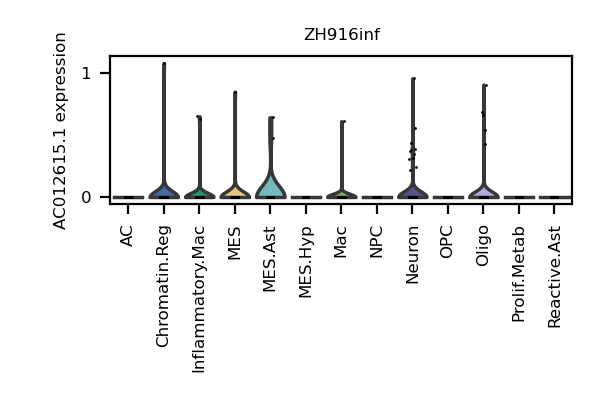 ZH916inf
AC012615.1 expression
1
0
AC
Chromatin.Reg
Inflammatory.Mac
MES
MES.Ast
MES.Hyp
Mac
NPC
Neuron
OPC
Oligo
Prolif.Metab
Reactive.Ast